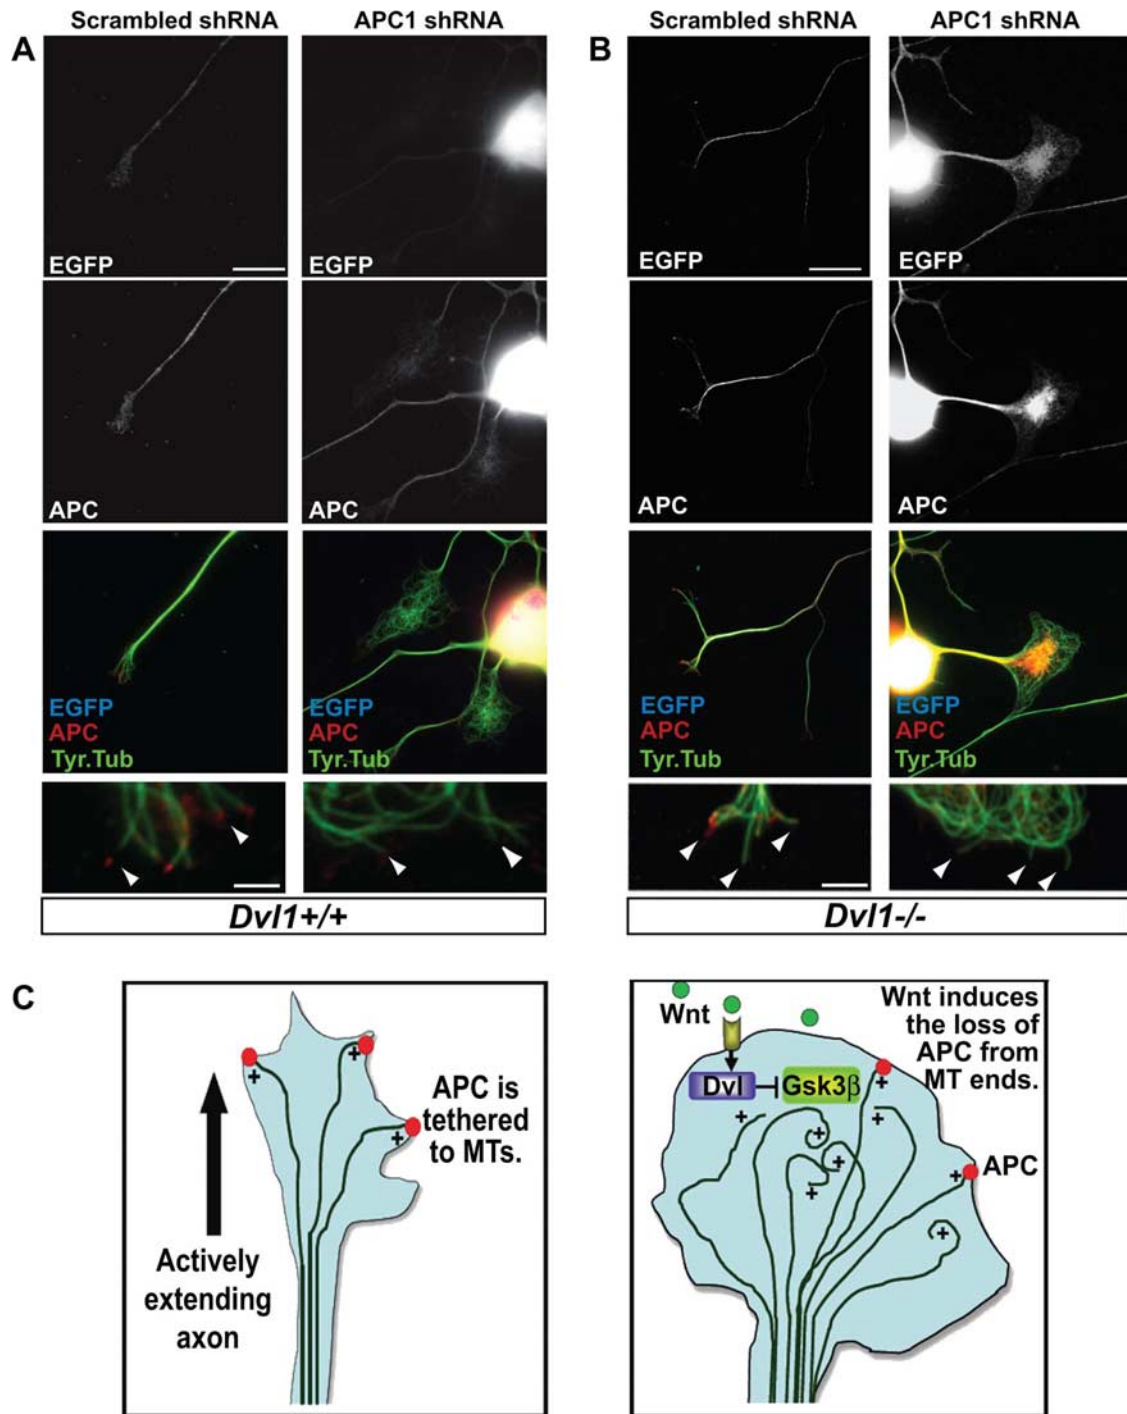 Scrambled shRNA
APC1 shRNA
A
EGFP
EGFP
APC
APC
EGFP
APC
Tyr.Tub
EGFP
APC
Tyr.Tub
Dvl1+/+
Scrambled shRNA
APC1 shRNA
B
EGFP
EGFP
APC
APC
EGFP
APC
Tyr.Tub
EGFP
APC
Tyr.Tub
Dvl1-/-
C
+
+
+
APC is
tethered
to MTs.
Actively
extending
axon
Wnt
Wnt induces
the loss of
APC from
MT ends.
Dvl
Gsk3β
+
+
+
+
+
+
+
+
APC